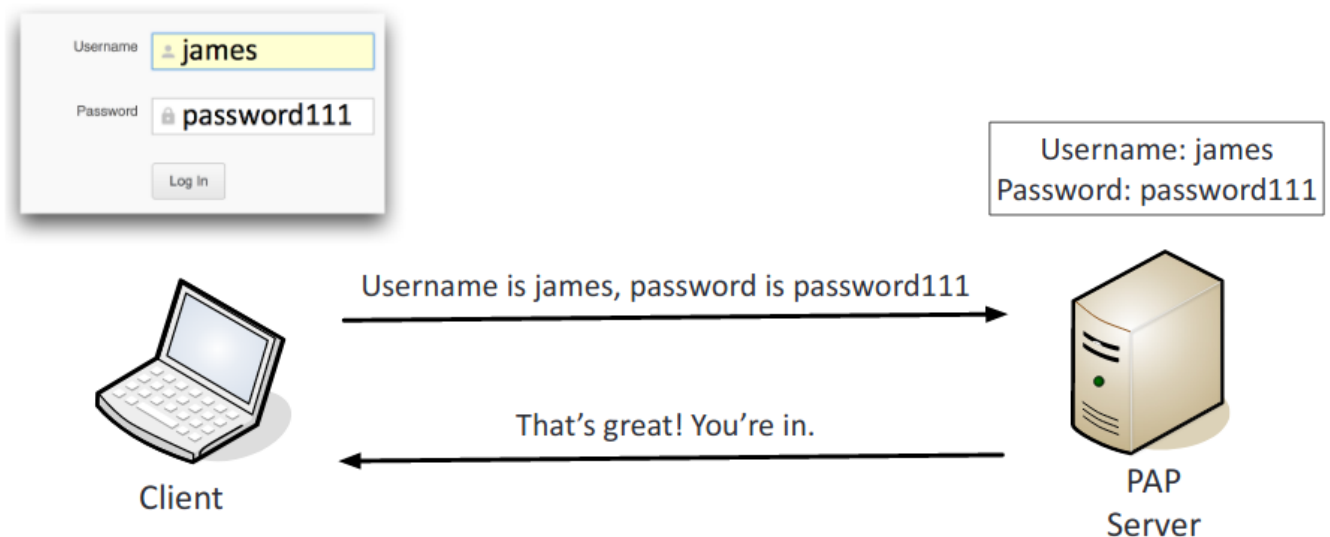 Username
james
Password
password111
Log In
Username: james
Password: password111
Username is james, password is password111
That's great! You're in.
Client
PAP
Server